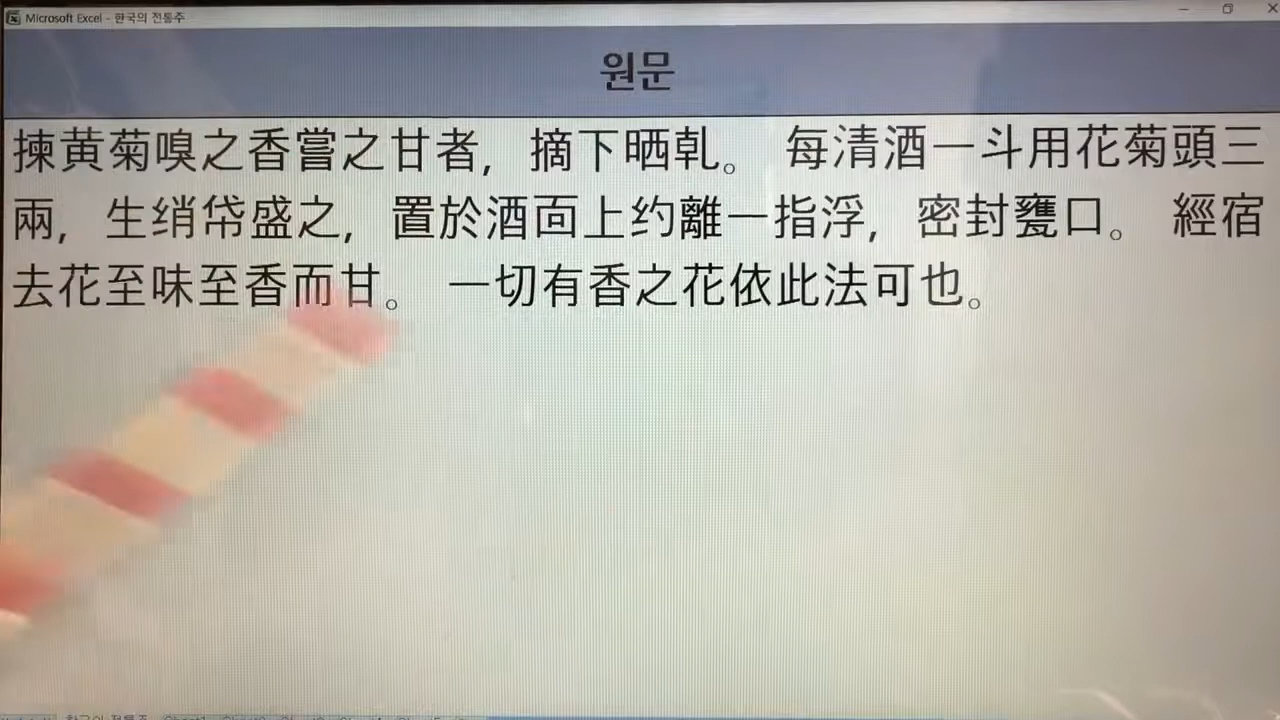 Microsoft Excel - 한국의 전통주
원문
揀黄菊嗅之香嘗之甘者, 摘下晒乹。 每清酒一斗用花菊頭三
兩, 生绡帒盛之, 置於酒面上约離一指浮, 密封甕口。 經宿
去花至味至香而甘。 一切有香之花依此法可也。